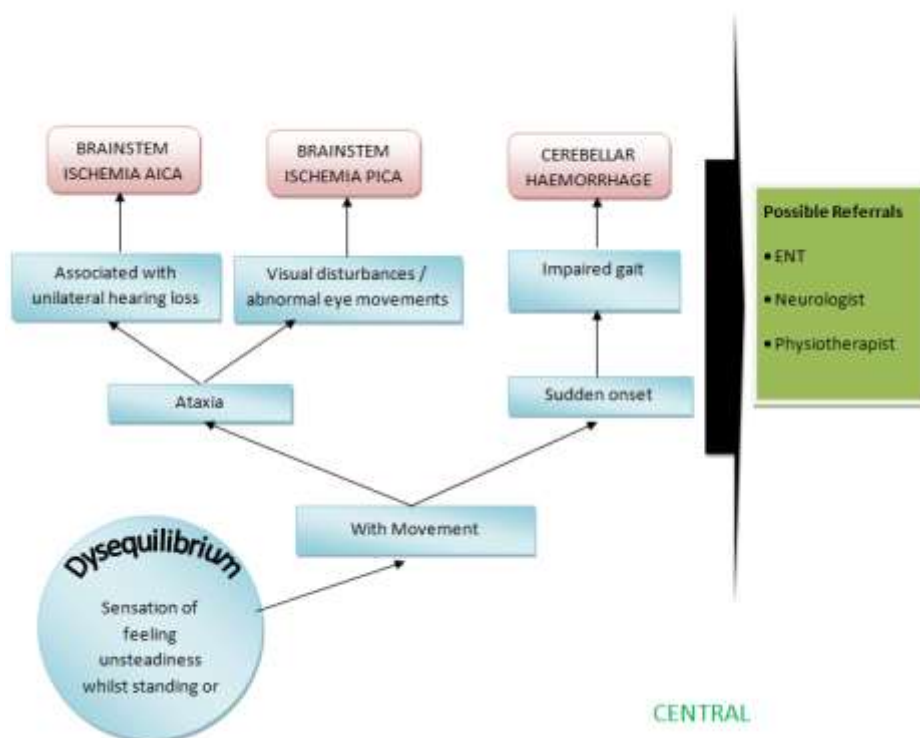 BRAINSTEM
ISCHEMIA AICA
BRAINSTEM
ISCHEMIA PICA
CEREBELLAR
HAEMORRHAGE
Associated with
unilateral hearing loss
Visual disturbances /
abnormal eye movements
Impaired gait
Ataxia
Sudden onset
With Movement
Dysequilibrium
Sensation of
feeling
unsteadiness
whilst standing or
Possible Referrals
• ENT
• Neurologist
• Physiotherapist
CENTRAL